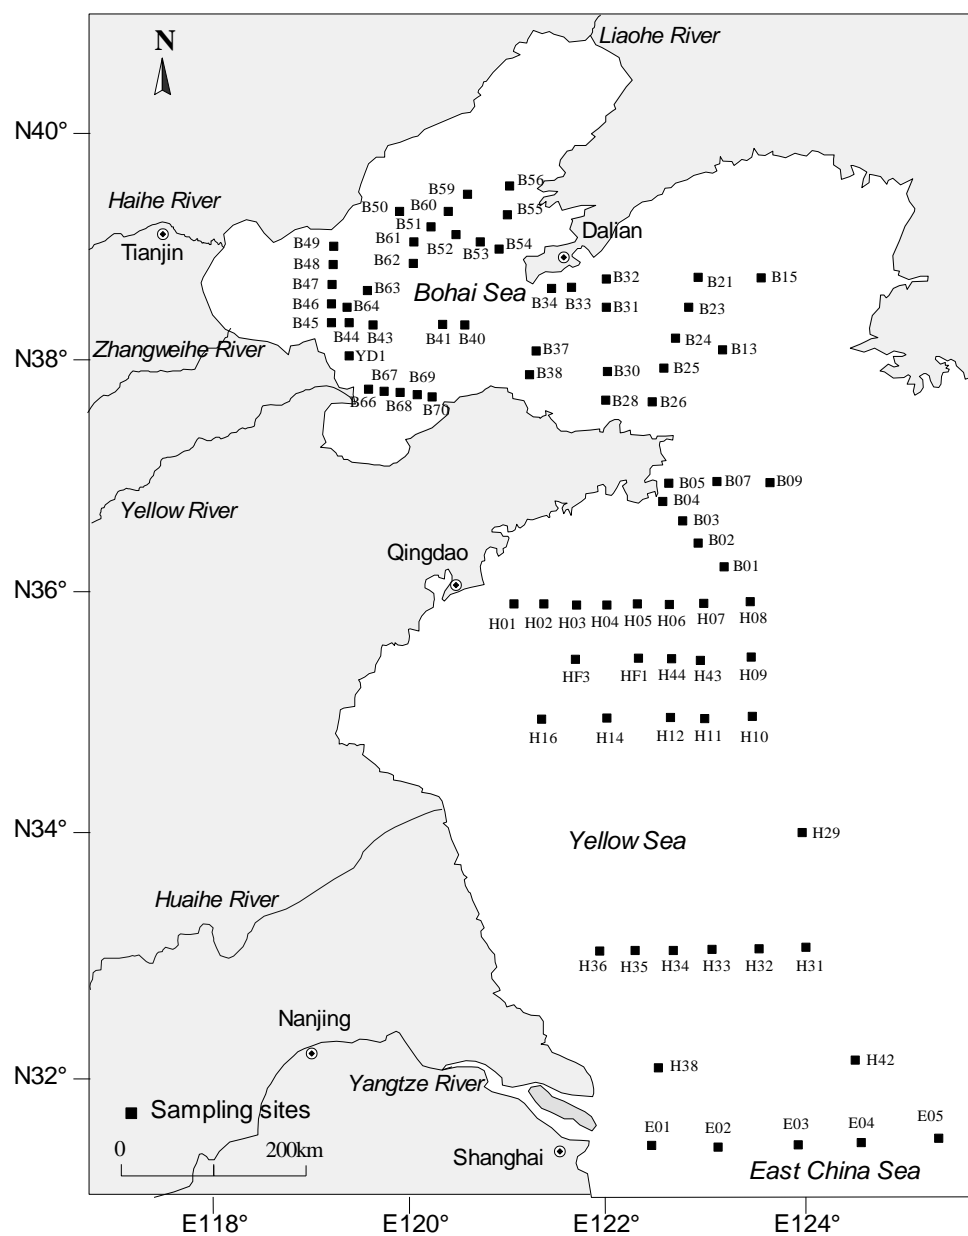 N
Liaohe River
N40°
Haihe River
Tianjin
Dalian
B59
B56
B50
B60
B55
B51
B49
B61
B52
B53
B54
B48
B62
B47
B63
Bohai Sea
B32
B21
B15
B46
B64
B34
B33
B31
B23
B45
B44
B43
B41
B40
Zhangweihe River
N38°
YD1
B37
B24
B13
B67
B69
B38
B30
B25
B66
B68
B70
B28
B26
Yellow River
B05
B07
B09
B04
B03
B02
Qingdao
B01
N36°
H01
H02
H03
H04
H05
H06
H07
H08
HF3
HF1
H44
H43
H09
H16
H14
H12
H11
H10
N34°
Yellow Sea
H29
Huaihe River
H36
H35
H34
H33
H32
H31
Nanjing
N32°
Yangtze River
H38
H42
Sampling sites
0
200km
E01
E02
E03
E04
E05
Shanghai
East China Sea
E118°
E120°
E122°
E124°